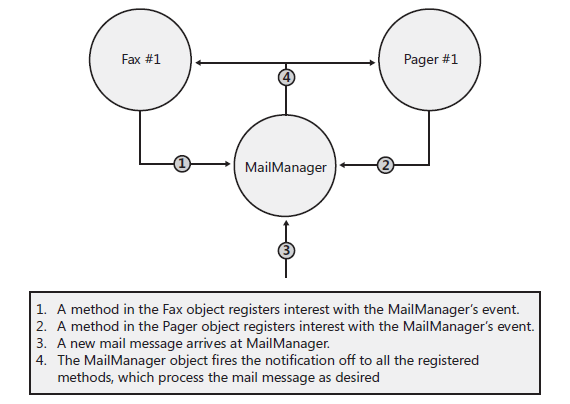 Fax #1
Pager #1
4
1
MailManager
2
3
1. A method in the Fax object registers interest with the MailManager's event.
2. A method in the Pager object registers interest with the MailManager's event.
3. A new mail message arrives at MailManager.
4. The MailManager object fires the notification off to all the registered
methods, which process the mail message as desired